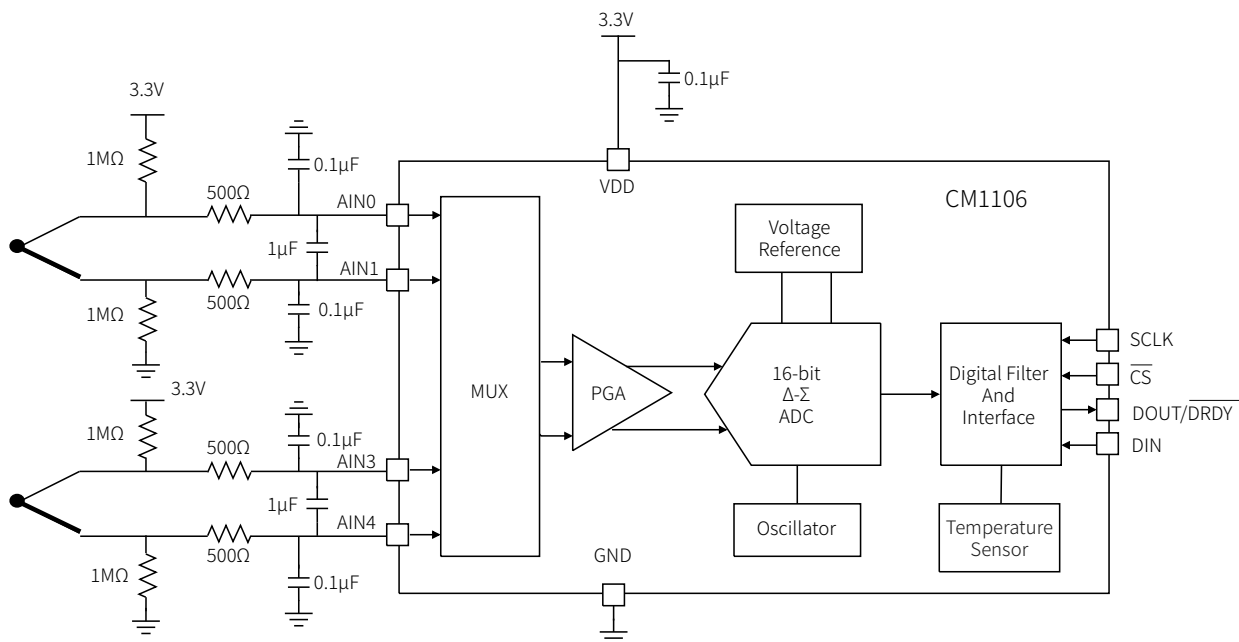 3.3V
0.1µF
3.3V
1MΩ
0.1µF
500Ω
AIN0
VDD
CM1106
Voltage
Reference
1µF
AIN1
500Ω
0.1µF
1MΩ
SCLK
CS
DOUT/DRDY
DIN
MUX
PGA
16-bit
Δ-Σ
ADC
Digital Filter
And
Interface
3.3V
1MΩ
0.1µF
500Ω
AIN3
1µF
AIN4
500Ω
1MΩ
0.1µF
GND
Oscillator
Temperature
Sensor